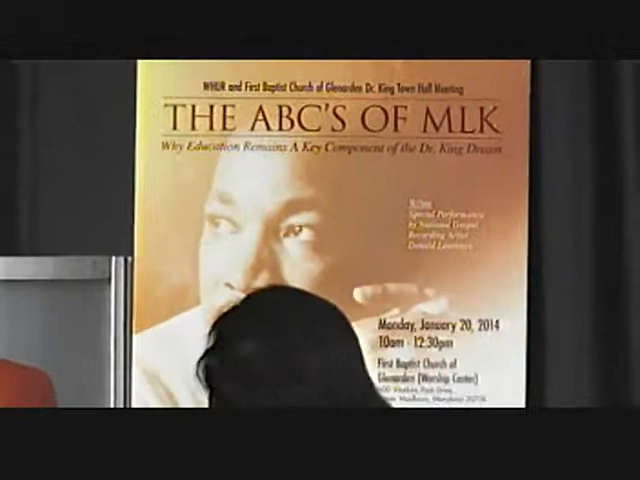 WHUR and First Baptist Church of Glenarden Dr. King Town Hall Meeting
THE ABC'S OF MLK
Why Education Remains A Key Component of the Dr. King Dream
Special Performance
by National Gospel
Recording Artist
Donald Lawrence
Monday, January 20, 2014
10am - 12:30pm
First Baptist Church of
Glenarden (Worship Center)